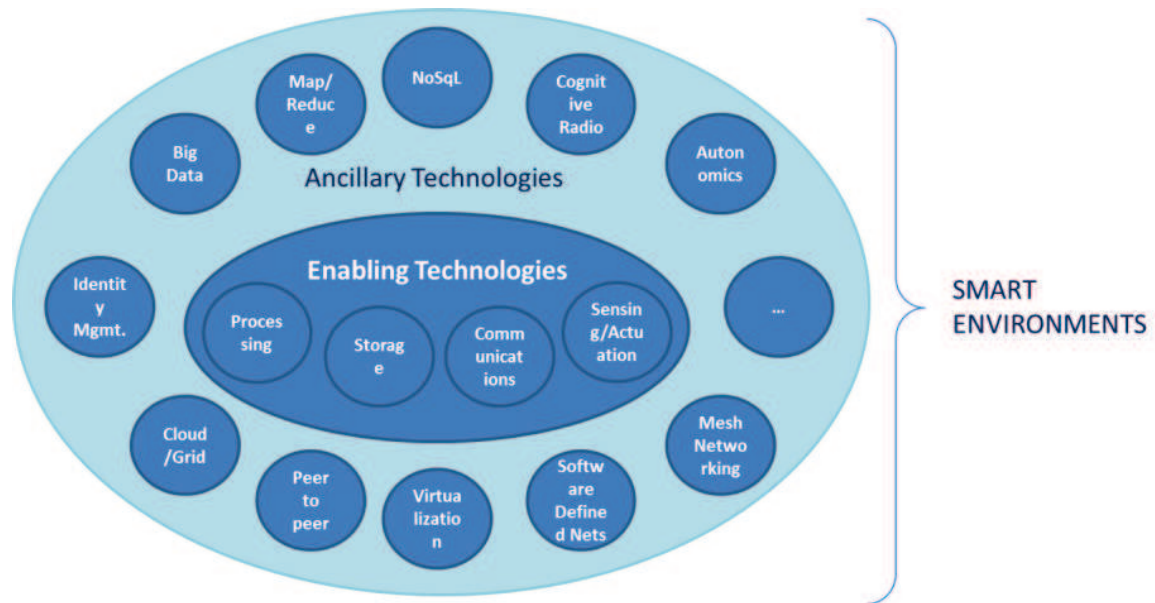 NoSqL
Map/
Reduc
e
Cognit
ive
Radio
Big
Data
Auton
omics
Ancillary Technologies
Enabling Technologies
Identit
y
Mgmt.
Proces
sing
Storag
e
Comm
unicat
ions
Sensin
g/Actu
ation
...
SMART
ENVIRONMENTS
Cloud
/Grid
Peer
to
peer
Virtua
lizatio
n
Softw
are
Define
d Nets
Mesh
Netwo
rking